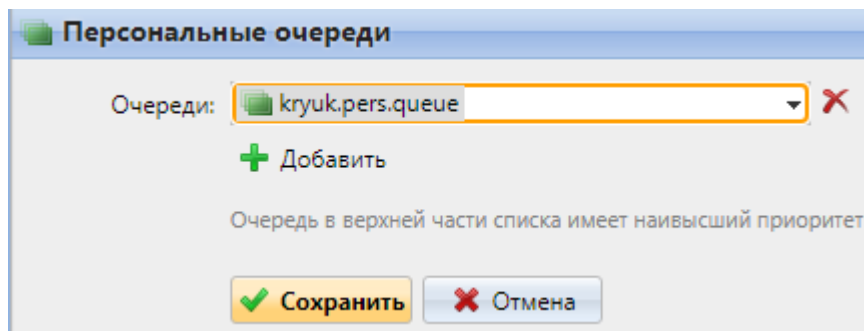 Персональные очереди
Очереди: kryuk.pers.queue
Добавить
Очередь в верхней части списка имеет наивысший приоритет
Сохранить Отмена